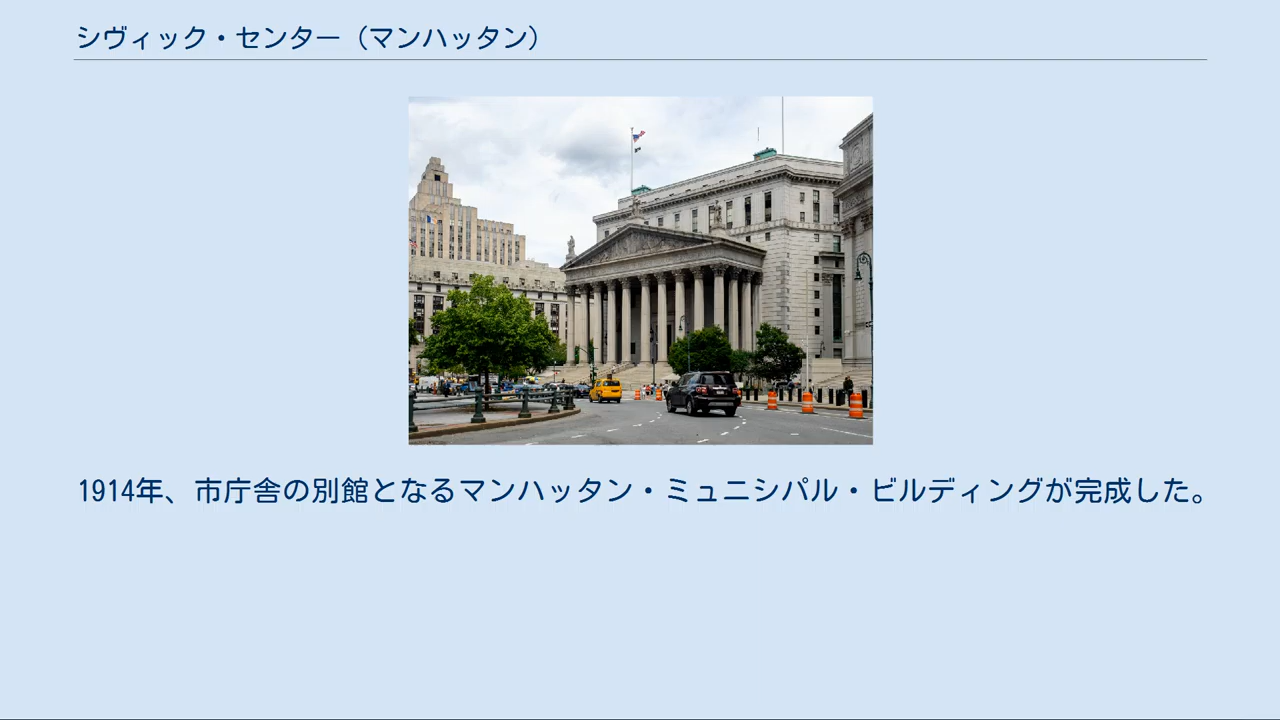 シヴィック・センター（マンハッタン）
1914年、市庁舎の別館となるマンハッタン・ミュニシパル・ビルディングが完成した。